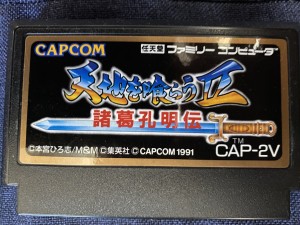 CAPCOM 任天堂 ファミリー コンピュータ
天地を喰らうII
諸葛孔明伝
TM
CAP-2V
©本宮ひろ志/M&M ©集英社 ©CAPCOM 1991